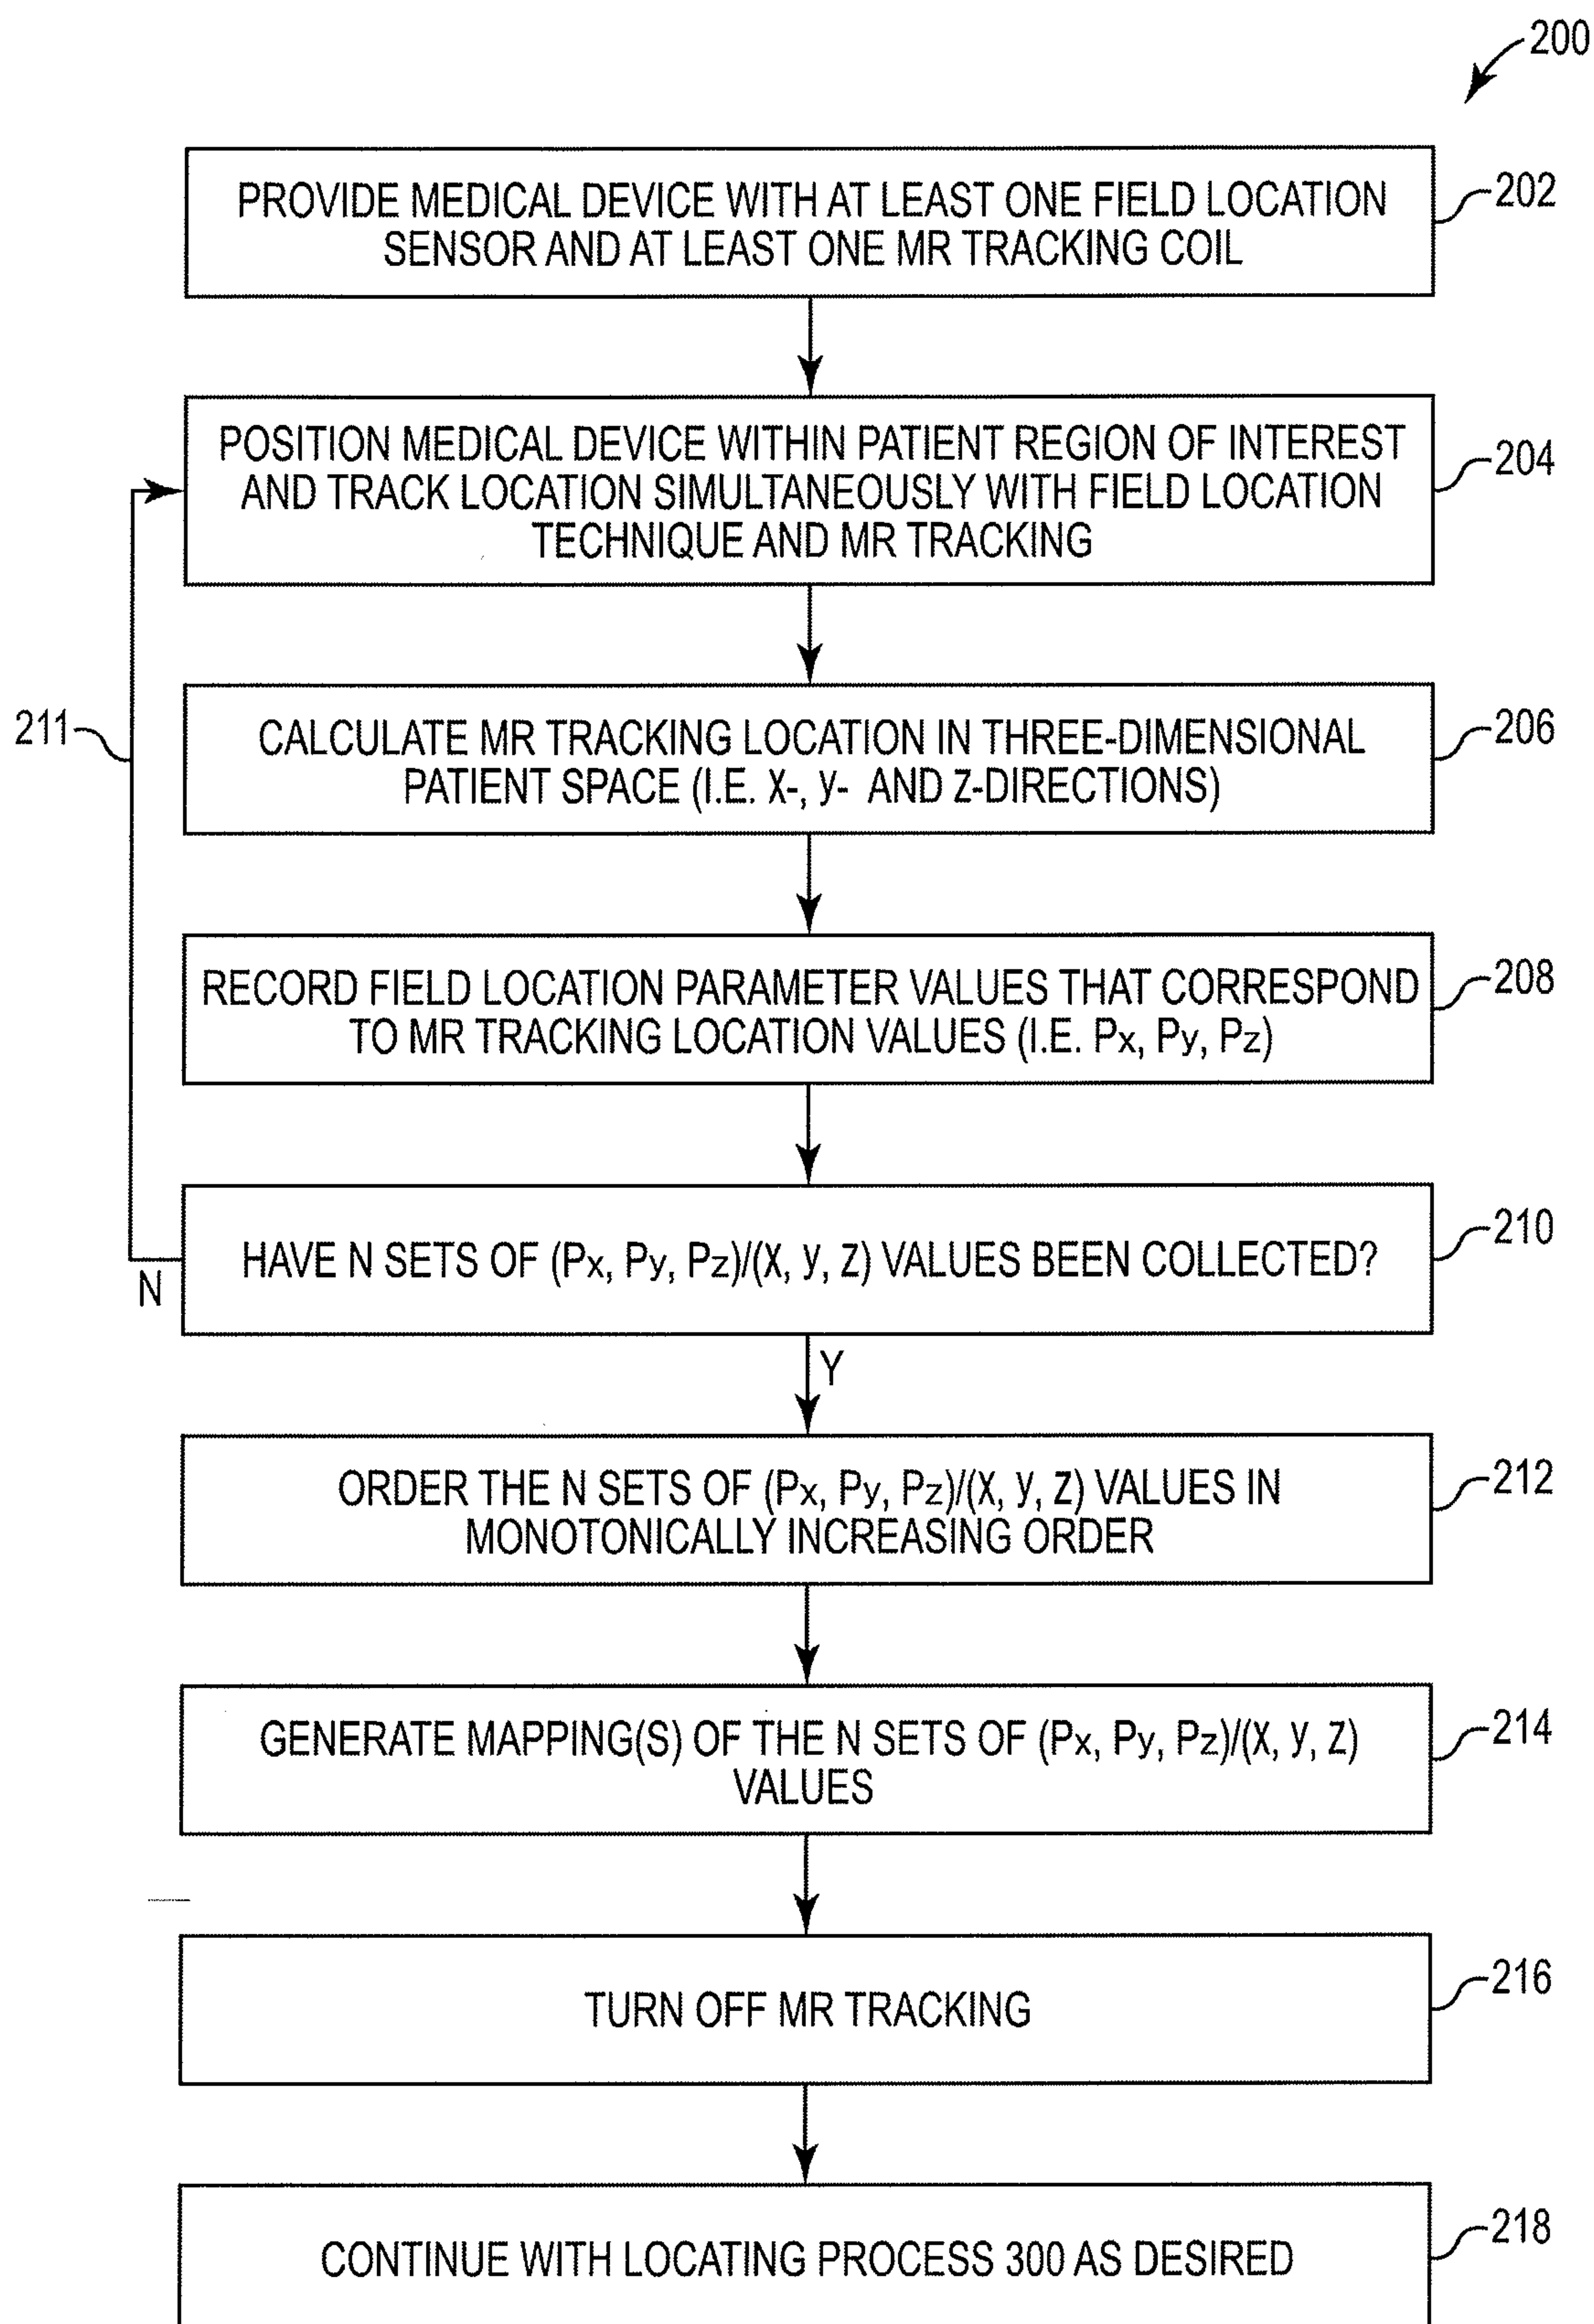 200
PROVIDE MEDICAL DEVICE WITH AT LEAST ONE FIELD LOCATION
SENSOR AND AT LEAST ONE MR TRACKING COIL
202
POSITION MEDICAL DEVICE WITHIN PATIENT REGION OF INTEREST
AND TRACK LOCATION SIMULTANEOUSLY WITH FIELD LOCATION
TECHNIQUE AND MR TRACKING
204
211
CALCULATE MR TRACKING LOCATION IN THREE-DIMENSIONAL
PATIENT SPACE (I.E. X-, y- AND Z-DIRECTIONS)
206
RECORD FIELD LOCATION PARAMETER VALUES THAT CORRESPOND
TO MR TRACKING LOCATION VALUES (I.E. Px, Py, Pz)
208
HAVE N SETS OF (Px, Py, Pz)/(X, y, Z) VALUES BEEN COLLECTED?
210
N
Y
ORDER THE N SETS OF (Px, Py, Pz)/(X, y, Z) VALUES IN
MONOTONICALLY INCREASING ORDER
212
GENERATE MAPPING(S) OF THE N SETS OF (Px, Py, Pz)/(X, y, Z)
VALUES
214
TURN OFF MR TRACKING
216
CONTINUE WITH LOCATING PROCESS 300 AS DESIRED
218